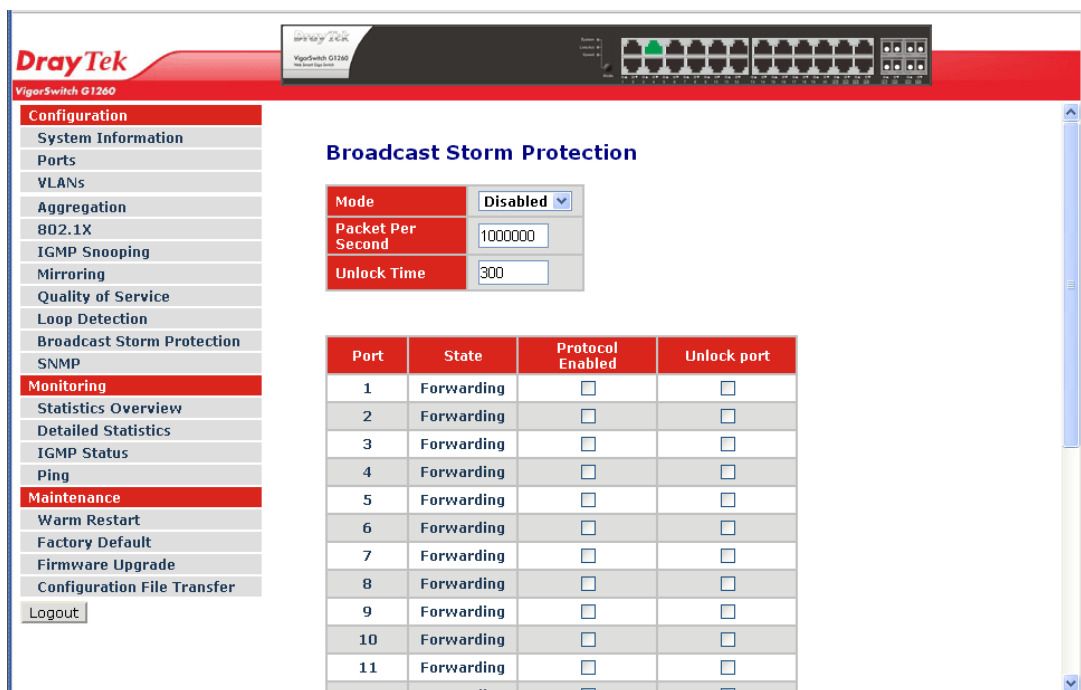 DrayTek
VigorSwitch G1260
DrayTek
VigorSwitch G1260
Configuration
System Information
Ports
VLANs
Aggregation
802.1X
IGMP Snooping
Mirroring
Quality of Service
Loop Detection
Broadcast Storm Protection
SNMP
Monitoring
Statistics Overview
Detailed Statistics
IGMP Status
Ping
Maintenance
Warm Restart
Factory Default
Firmware Upgrade
Configuration File Transfer
Logout
Broadcast Storm Protection
Mode Disabled
Packet Per Second 1000000
Unlock Time 300
Port State Protocol Enabled Unlock port
1 Forwarding
2 Forwarding
3 Forwarding
4 Forwarding
5 Forwarding
6 Forwarding
7 Forwarding
8 Forwarding
9 Forwarding
10 Forwarding
11 Forwarding